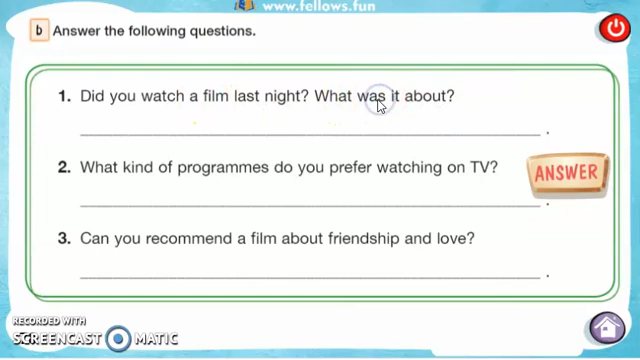 www.fellows.fun
b Answer the following questions.
1. Did you watch a film last night? What was it about?
.
2. What kind of programmes do you prefer watching on TV?
ANSWER
.
3. Can you recommend a film about friendship and love?
.
RECORDED WITH
SCREENCAST MATIC